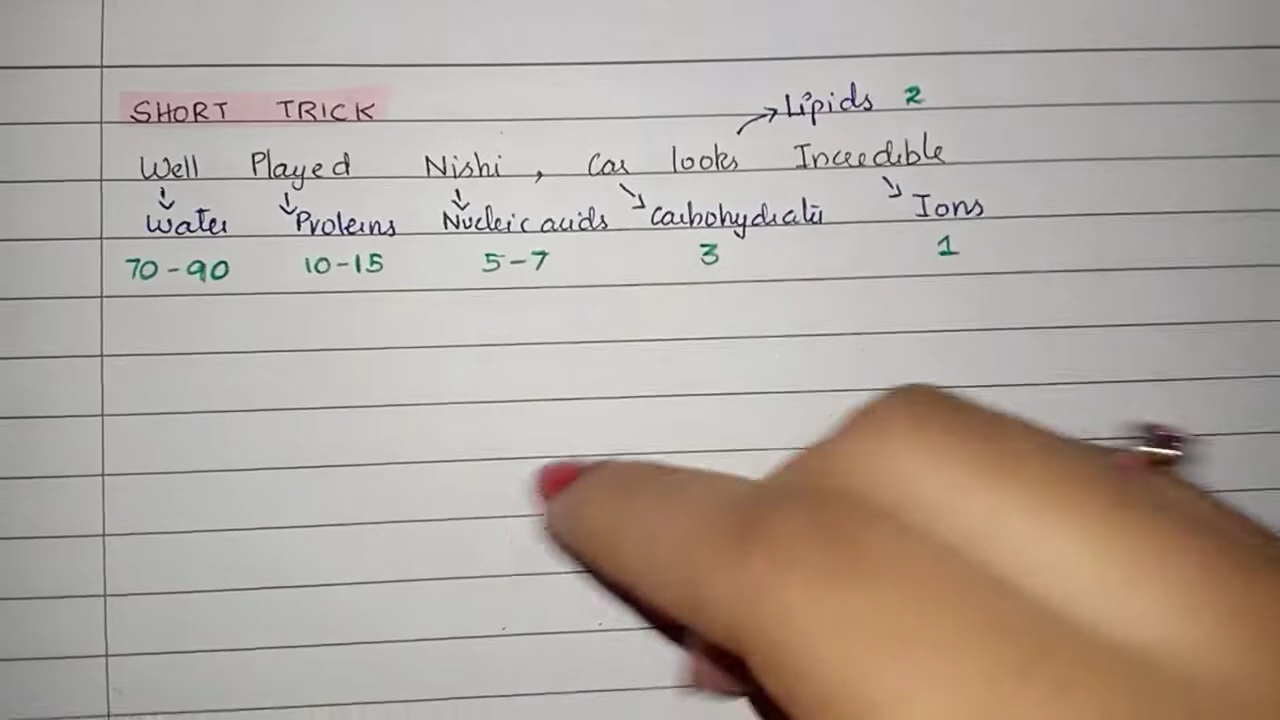 SHORT TRICK
Lipids 2
Well Played Nishi, Car looks Incredible
Water Proteins Nucleic acids Carbohydrates Ions
70-90 10-15 5-7 3 1